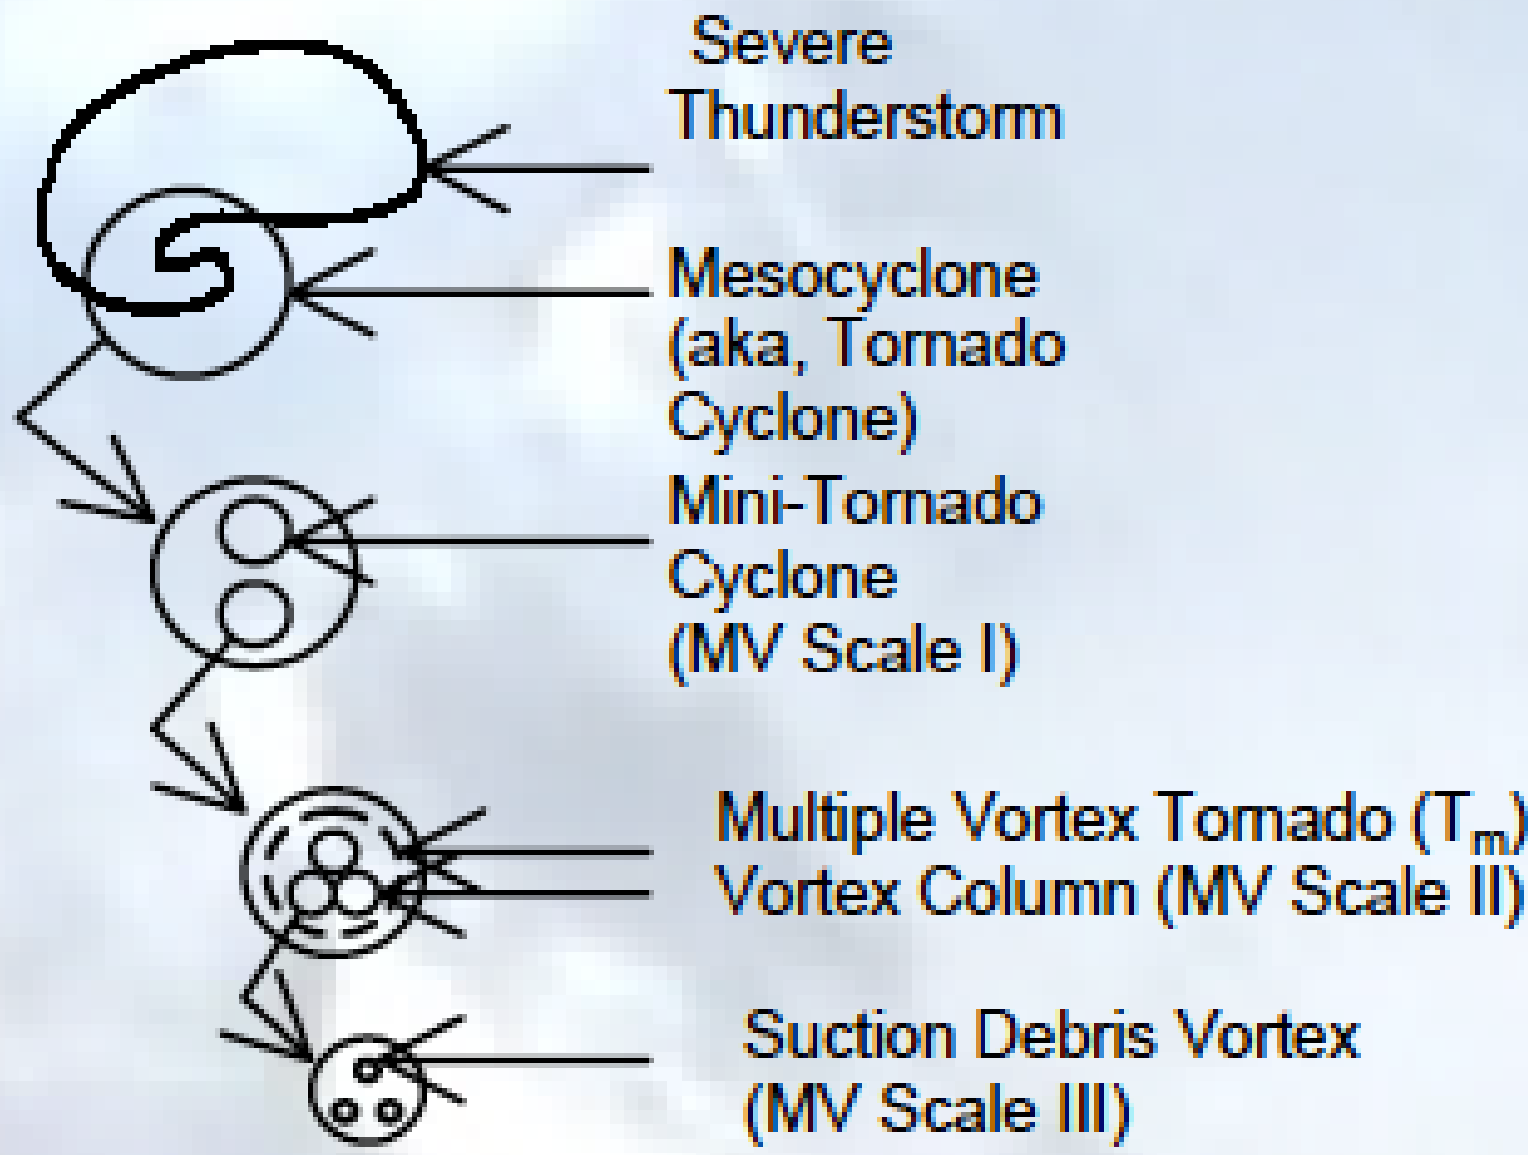 Severe
Thunderstorm
Mesocyclone
(aka, Tornado
Cyclone)
Mini-Tornado
Cyclone
(MV Scale I)
Multiple Vortex Tornado (Tm)
Vortex Column (MV Scale II)
Suction Debris Vortex
(MV Scale III)